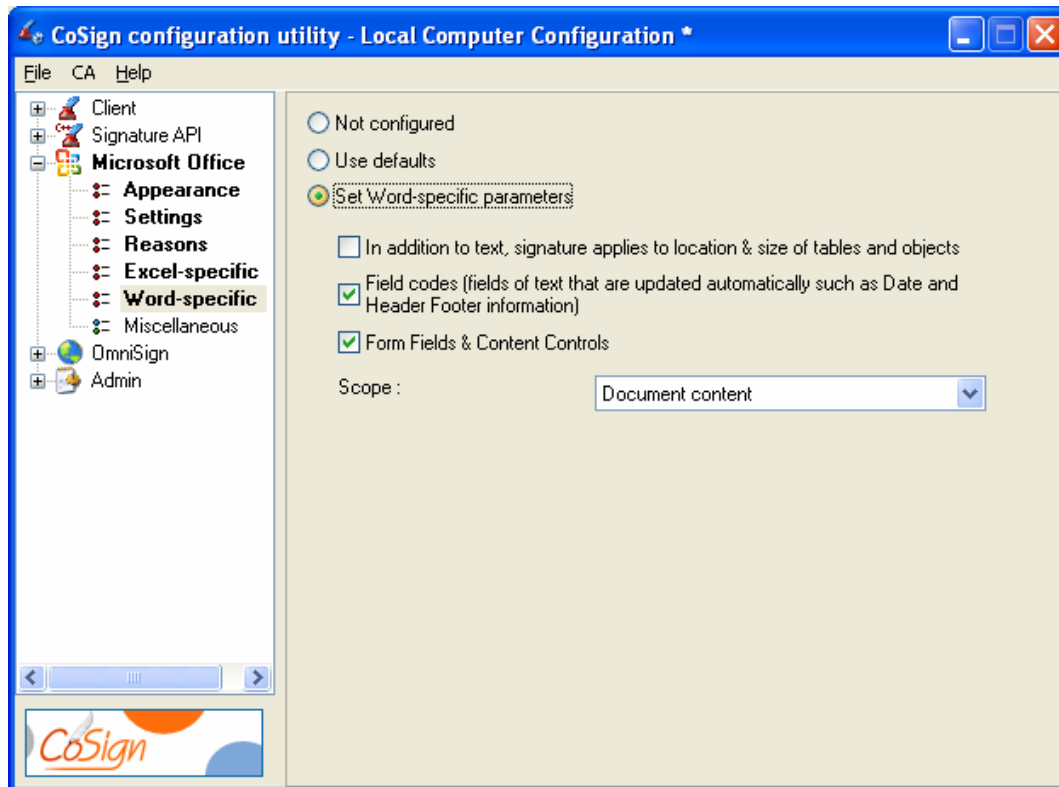 CoSign configuration utility - Local Computer Configuration *
File CA Help
Client
Signature API
Microsoft Office
Appearance
Settings
Reasons
Excel-specific
Word-specific
Miscellaneous
OmniSign
Admin
CoSign
Not configured
Use defaults
Set Word-specific parameters
In addition to text, signature applies to location & size of tables and objects
Field codes (fields of text that are updated automatically such as Date and
Header Footer information)
Form Fields & Content Controls
Scope : Document content